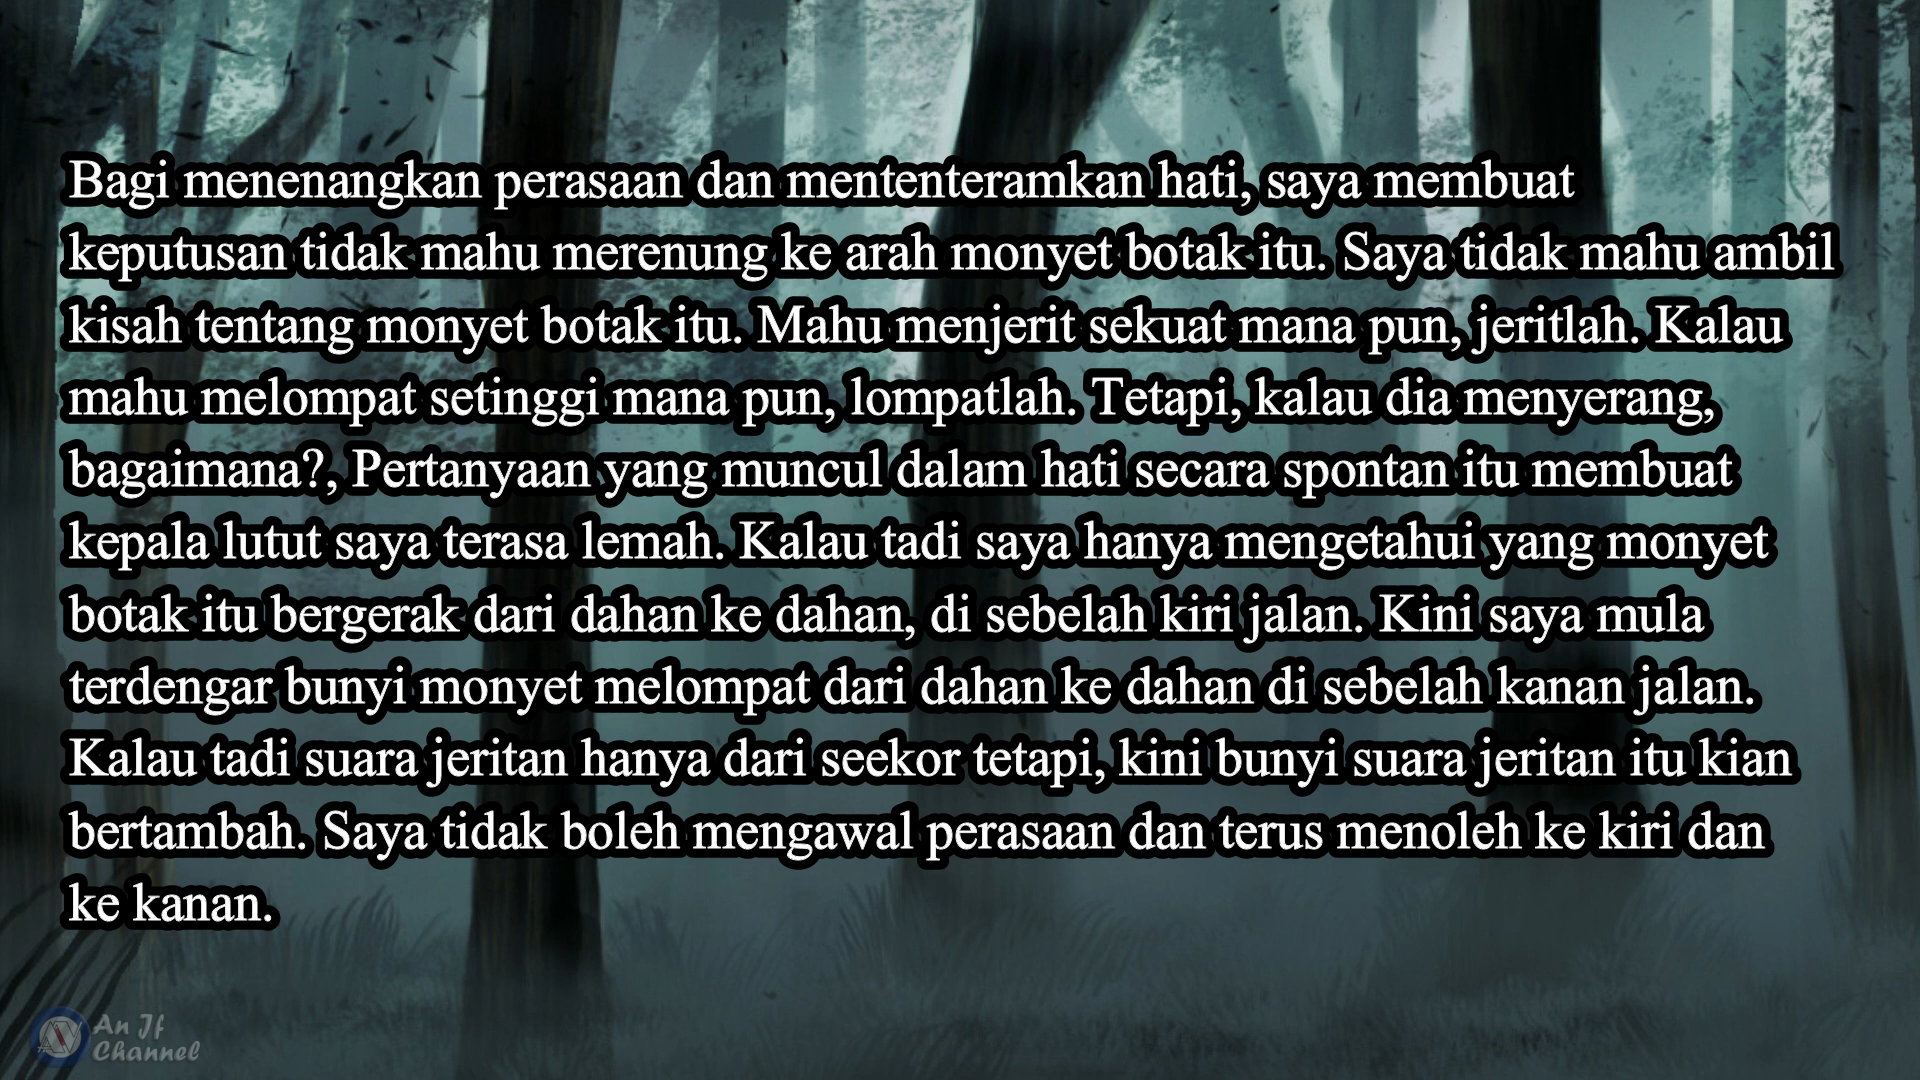 Bagi menenangkan perasaan dan mententeramkan hati, saya membuat
keputusan tidak mahu merenung ke arah monyet botak itu. Saya tidak mahu ambil
kisah tentang monyet botak itu. Mahu menjerit sekuat mana pun, jeritlah. Kalau
mahu melompat setinggi mana pun, lompatlah. Tetapi, kalau dia menyerang,
bagaimana?, Pertanyaan yang muncul dalam hati secara spontan itu membuat
kepala lutut saya terasa lemah. Kalau tadi saya hanya mengetahui yang monyet
botak itu bergerak dari dahan ke dahan, di sebelah kiri jalan. Kini saya mula
terdengar bunyi monyet melompat dari dahan ke dahan di sebelah kanan jalan.
Kalau tadi suara jeritan hanya dari seekor tetapi, kini bunyi suara jeritan itu kian
bertambah. Saya tidak boleh mengawal perasaan dan terus menoleh ke kiri dan
ke kanan.
An Jf
Channel